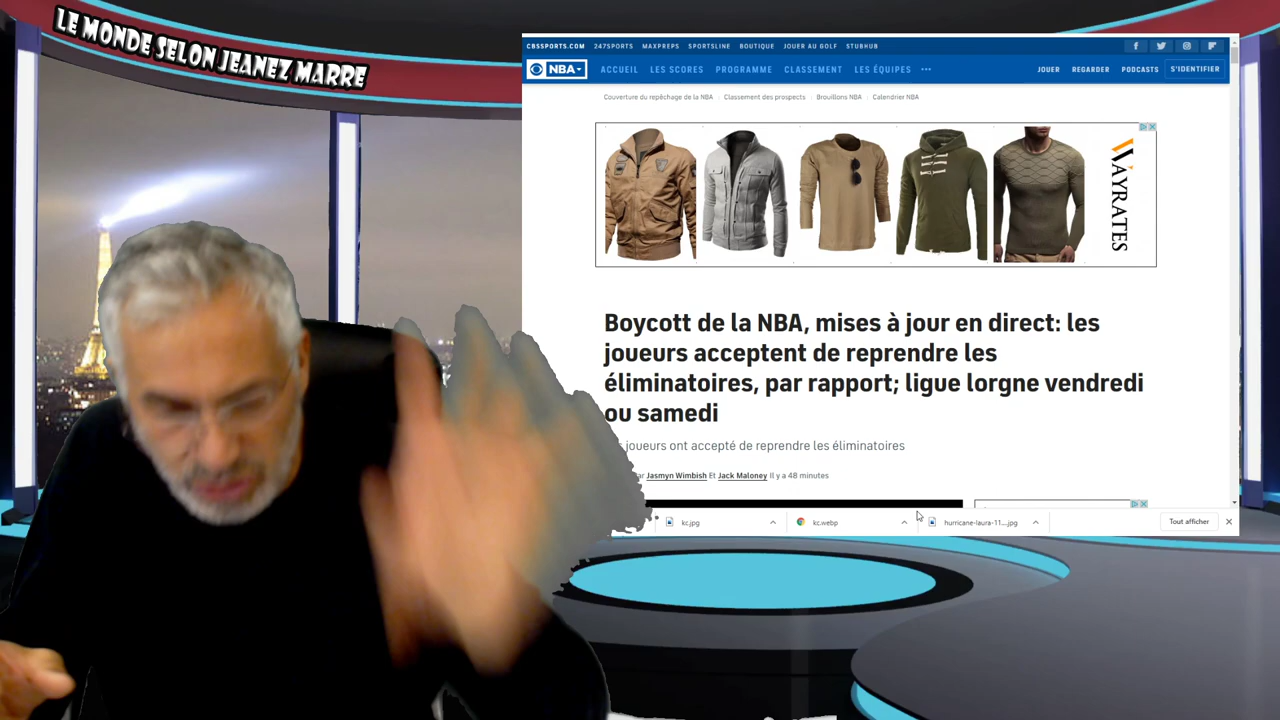 LE MONDE SELON JEANEZ MARRE
CBSSPORTS.COM 247SPORTS MAXPREPS SPORTSLINE BOUTIQUE JOUER AU GOLF STUBHUB
NBA ACCUEIL LES SCORES PROGRAMME CLASSEMENT LES ÉQUIPES ••• JOUER REGARDER PODCASTS S'IDENTIFIER
Couverture du repêchage de la NBA Classement des prospects Brouillons NBA Calendrier NBA
WAYRATES
Boycott de la NBA, mises à jour en direct: les
joueurs acceptent de reprendre les
éliminatoires, par rapport; ligue lorgne vendredi
ou samedi
joueurs ont accepté de reprendre les éliminatoires
Jasmyn Wimbish Et Jack Maloney Il y a 48 minutes
kc.jpg kc.webp hurricane-laura-11....jpg Tout afficher